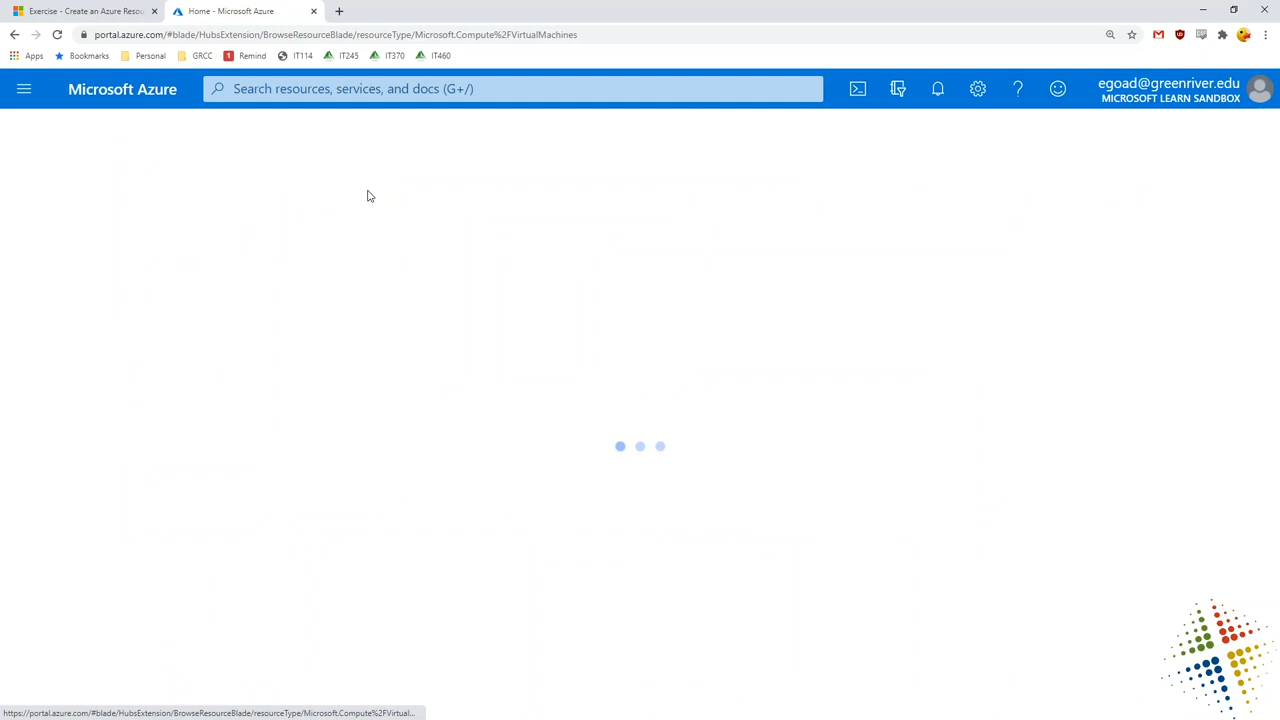 Exercise - Create an Azure Resou
Home - Microsoft Azure
portal.azure.com/#blade/HubsExtension/BrowseResourceBlade/resourceType/Microsoft.Compute%2FVirtualMachines
Apps
Bookmarks
Personal
GRCC
1 Remind
IT114
IT245
IT370
IT460
Microsoft Azure
Search resources, services, and docs (G+/)
egoad@greenriver.edu
MICROSOFT LEARN SANDBOX
https://portal.azure.com/#blade/HubsExtension/BrowseResourceBlade/resourceType/Microsoft.Compute%2FVirtual...